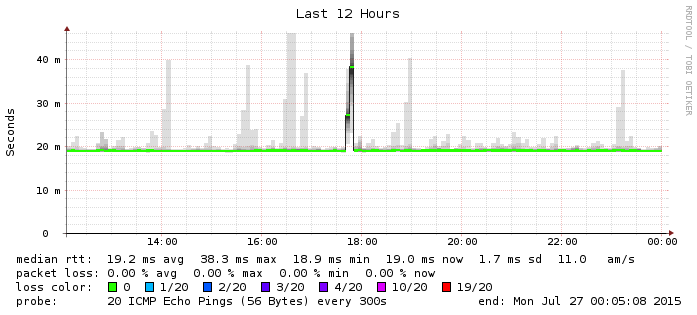 Last 12 Hours
RRDTOOL / TOBI OETIKER
Seconds
40 m
30 m
20 m
10 m
0
14:00 16:00 18:00 20:00 22:00 00:00
median rtt: 19.2 ms avg 38.3 ms max 18.9 ms min 19.0 ms now 1.7 ms sd 11.0 am/s
packet loss: 0.00 % avg 0.00 % max 0.00 % min 0.00 % now
loss color: 0 1/20 2/20 3/20 4/20 10/20 19/20
probe: 20 ICMP Echo Pings (56 Bytes) every 300s end: Mon Jul 27 00:05:08 2015